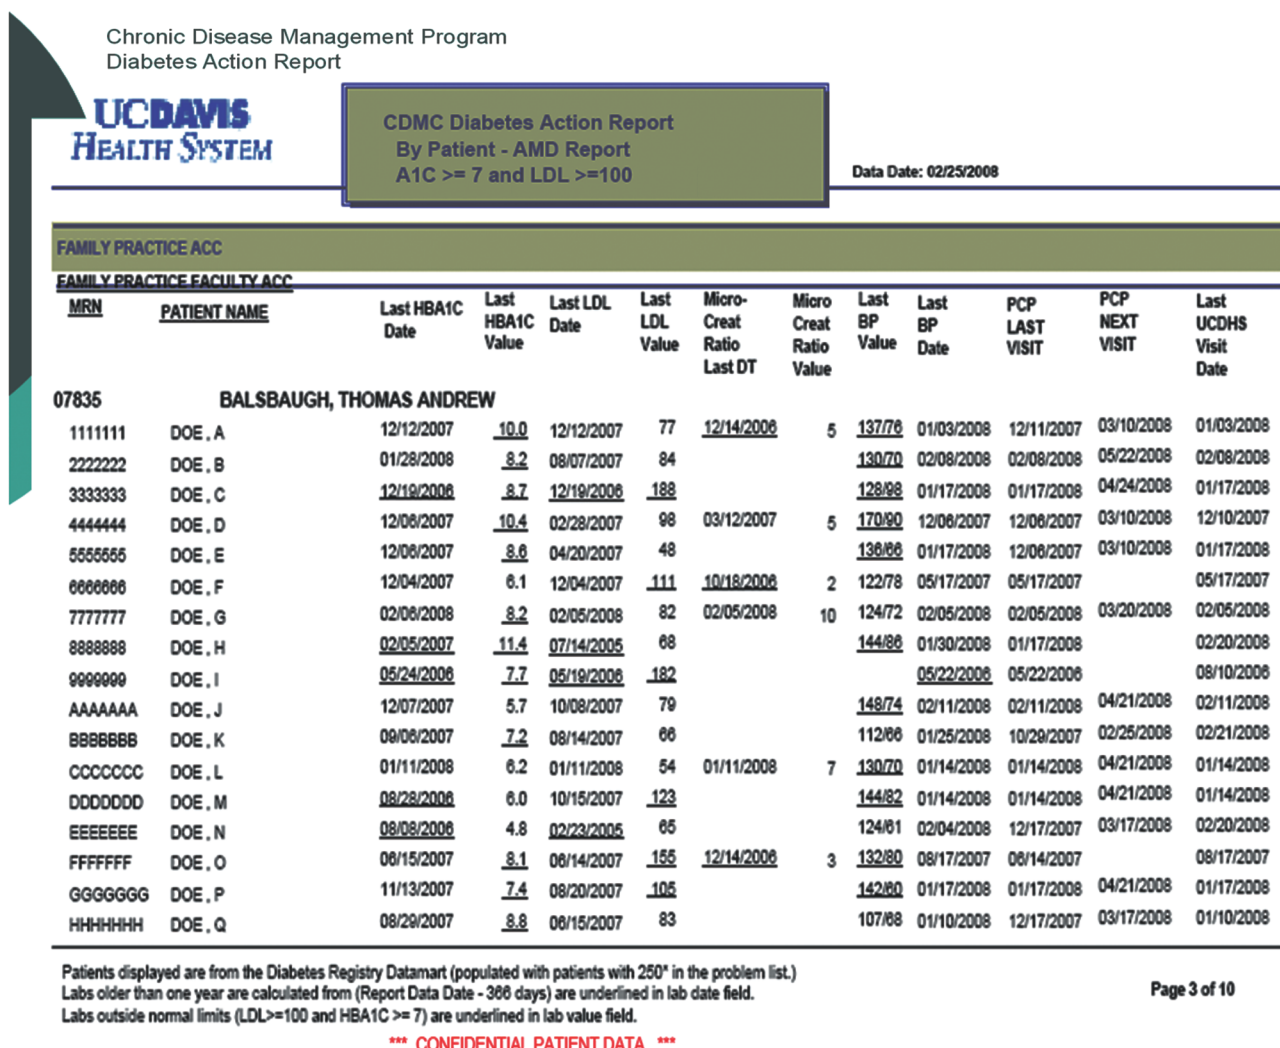 Chronic Disease Management Program
Diabetes Action Report
UCDAVIS
HEALTH SYSTEM
CDMC Diabetes Action Report
By Patient - AMD Report
A1C >= 7 and LDL >=100
Data Date: 02/25/2008
FAMILY PRACTICE ACC
FAMILY PRACTICE FACULTY ACC
MRN PATIENT NAME Last HBA1C Date Last HBA1C Value Last LDL Date Last LDL Value Micro-Creat Ratio Last DT Micro Creat Ratio Value Last BP Value Last BP Date PCP LAST VISIT PCP NEXT VISIT Last UCDHS Visit Date
07835 BALSBAUGH, THOMAS ANDREW
1111111 DOE, A 12/12/2007 10.0 12/12/2007 77 12/14/2006 5 137/76 01/03/2008 12/11/2007 03/10/2008 01/03/2008
2222222 DOE, B 01/28/2008 8.2 08/07/2007 84 130/70 02/08/2008 02/08/2008 05/22/2008 02/08/2008
3333333 DOE, C 12/19/2006 8.7 12/19/2006 188 128/98 01/17/2008 01/17/2008 04/24/2008 01/17/2008
4444444 DOE, D 12/06/2007 10.4 02/28/2007 98 03/12/2007 5 170/90 12/06/2007 12/06/2007 03/10/2008 12/10/2007
5555555 DOE, E 12/06/2007 8.6 04/20/2007 48 136/66 01/17/2008 12/06/2007 03/10/2008 01/17/2008
6666666 DOE, F 12/04/2007 6.1 12/04/2007 111 10/18/2006 2 122/78 05/17/2007 05/17/2007 05/17/2007
7777777 DOE, G 02/06/2008 8.2 02/05/2008 82 02/05/2008 10 124/72 02/05/2008 02/05/2008 03/20/2008 02/05/2008
8888888 DOE, H 02/05/2007 11.4 07/14/2005 68 144/86 01/30/2008 01/17/2008 02/20/2008
9999999 DOE, I 05/24/2006 7.7 05/19/2006 182 05/22/2006 05/22/2006 08/10/2006
AAAAAAA DOE, J 12/07/2007 5.7 10/08/2007 79 148/74 02/11/2008 02/11/2008 04/21/2008 02/11/2008
BBBBBBB DOE, K 09/06/2007 7.2 08/14/2007 66 112/66 01/25/2008 10/29/2007 02/25/2008 02/21/2008
CCCCCCC DOE, L 01/11/2008 6.2 01/11/2008 54 01/11/2008 7 130/70 01/14/2008 01/14/2008 04/21/2008 01/14/2008
DDDDDDD DOE, M 08/28/2006 6.0 10/15/2007 123 144/82 01/14/2008 01/14/2008 04/21/2008 01/14/2008
EEEEEEE DOE, N 08/08/2006 4.8 02/23/2005 65 124/61 02/04/2008 12/17/2007 03/17/2008 02/20/2008
FFFFFFF DOE, O 06/15/2007 8.1 06/14/2007 155 12/14/2006 3 132/80 08/17/2007 06/14/2007 08/17/2007
GGGGGGG DOE, P 11/13/2007 7.4 08/20/2007 105 142/60 01/17/2008 01/17/2008 04/21/2008 01/17/2008
HHHHHHH DOE, Q 08/29/2007 8.8 06/15/2007 83 107/68 01/10/2008 12/17/2007 03/17/2008 01/10/2008
Patients displayed are from the Diabetes Registry Datamart (populated with patients with 250* in the problem list.)
Labs older than one year are calculated from (Report Data Date - 366 days) are underlined in lab date field.
Labs outside normal limits (LDL>=100 and HBA1C >= 7) are underlined in lab value field.
Page 3 of 10
*** CONFIDENTIAL PATIENT DATA ***